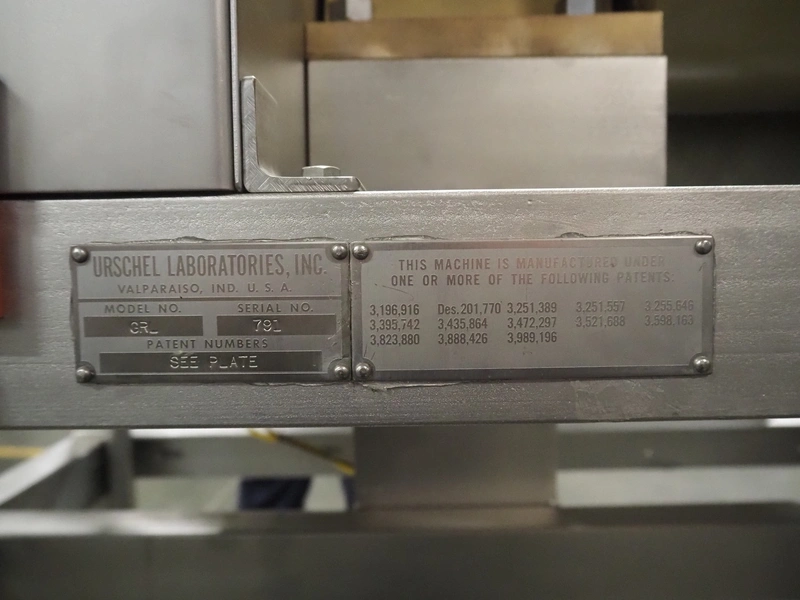 URSCHEL LABORATORIES, INC.
VALPARAISO, IND. U. S. A.
MODEL NO. SERIAL NO.
GRL 791
PATENT NUMBERS
SEE PLATE
THIS MACHINE IS MANUFACTURED UNDER
ONE OR MORE OF THE FOLLOWING PATENTS:
3,196,916 Des. 201,770 3,251,389 3,251,557 3,255,646
3,395,742 3,435,864 3,472,297 3,521,688 3,598,163
3,823,880 3,888,426 3,989,196